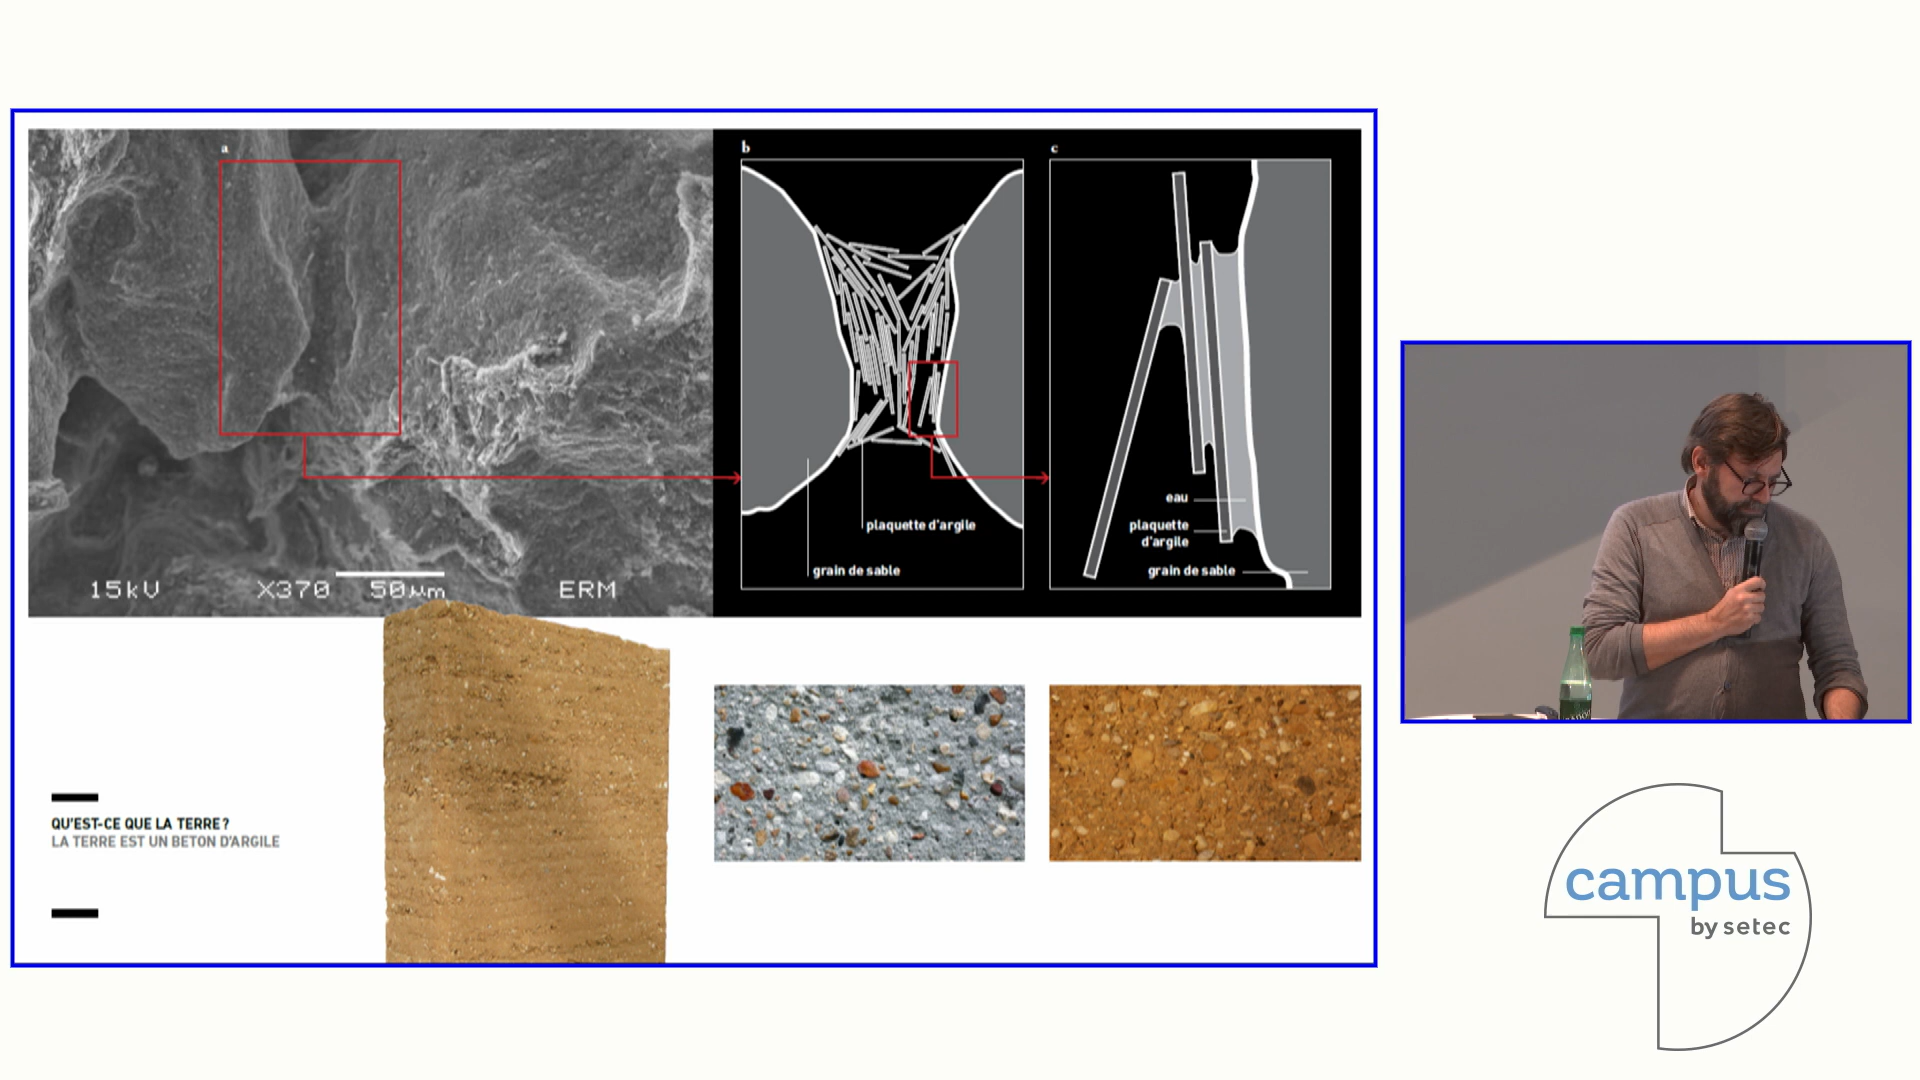 a
15kV
X370
50µm
ERM
b
plaquette d'argile
grain de sable
c
eau
plaquette
d'argile
grain de sable
QU'EST-CE QUE LA TERRE ?
LA TERRE EST UN BETON D'ARGILE
campus
by setec